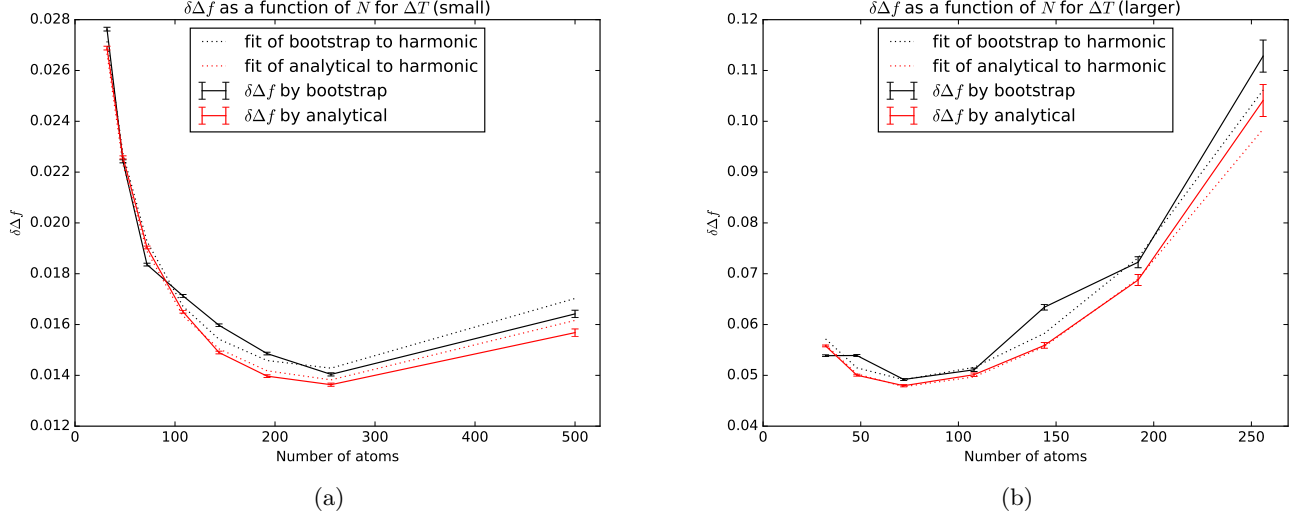 δΔf as a function of N for ΔT (small)
0.028
0.026
0.024
0.022
0.020
0.018
0.016
0.014
0.012
δΔf
fit of bootstrap to harmonic
fit of analytical to harmonic
δΔf by bootstrap
δΔf by analytical
0 100 200 300 400 500
Number of atoms
(a)
δΔf as a function of N for ΔT (larger)
0.12
0.11
0.10
0.09
0.08
0.07
0.06
0.05
0.04
δΔf
fit of bootstrap to harmonic
fit of analytical to harmonic
δΔf by bootstrap
δΔf by analytical
0 50 100 150 200 250
Number of atoms
(b)